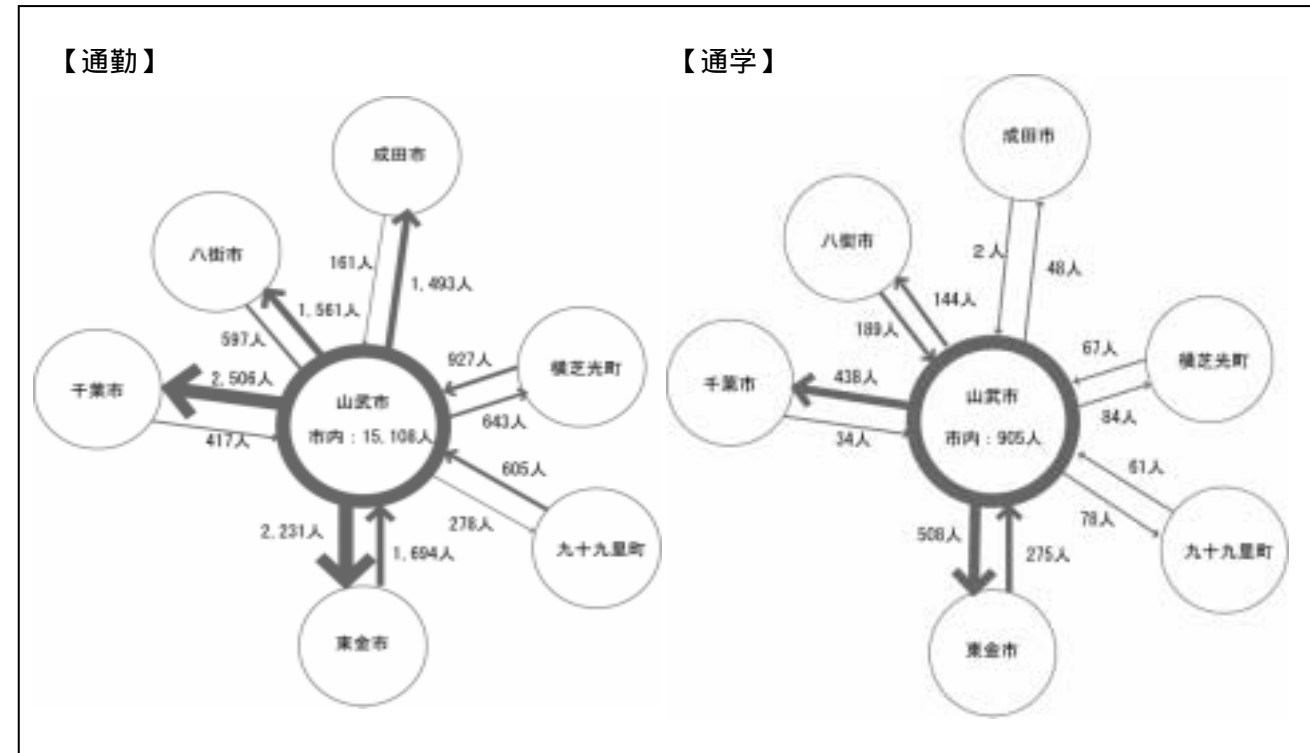 【通勤】
成田市
八街市
161人
1,493人
1,561人
597人
927人
横芝光町
千葉市
2,506人
山武市
市内：15,108人
643人
417人
605人
278人
2,231人
1,694人
九十九里町
東金市
【通学】
成田市
八街市
2人
48人
144人
189人
67人
横芝光町
千葉市
438人
山武市
市内：905人
84人
34人
61人
78人
508人
275人
九十九里町
東金市